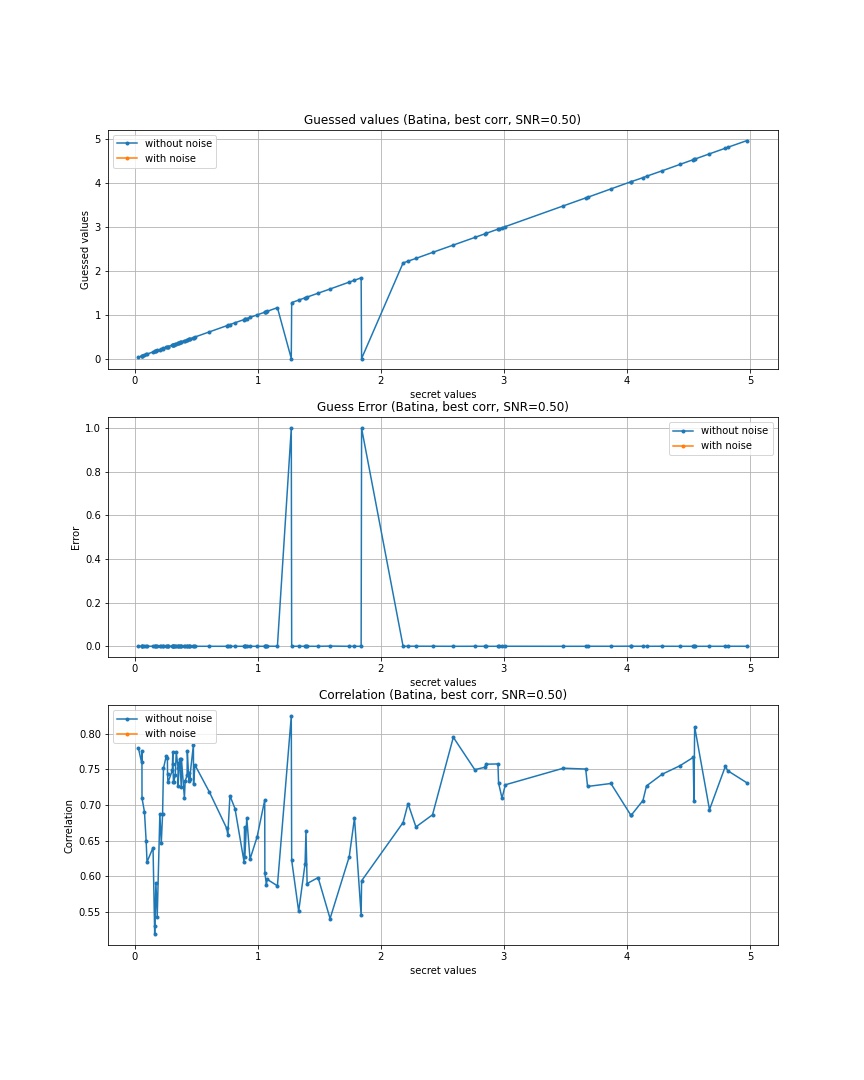 Guessed values (Batina, best corr, SNR=0.50)
5
4
3
2
1
0
Guessed values
without noise
with noise
0 1 2 3 4 5
secret values
Guess Error (Batina, best corr, SNR=0.50)
1.0
0.8
0.6
0.4
0.2
0.0
Error
without noise
with noise
0 1 2 3 4 5
secret values
Correlation (Batina, best corr, SNR=0.50)
0.80
0.75
0.70
0.65
0.60
0.55
Correlation
without noise
with noise
0 1 2 3 4 5
secret values